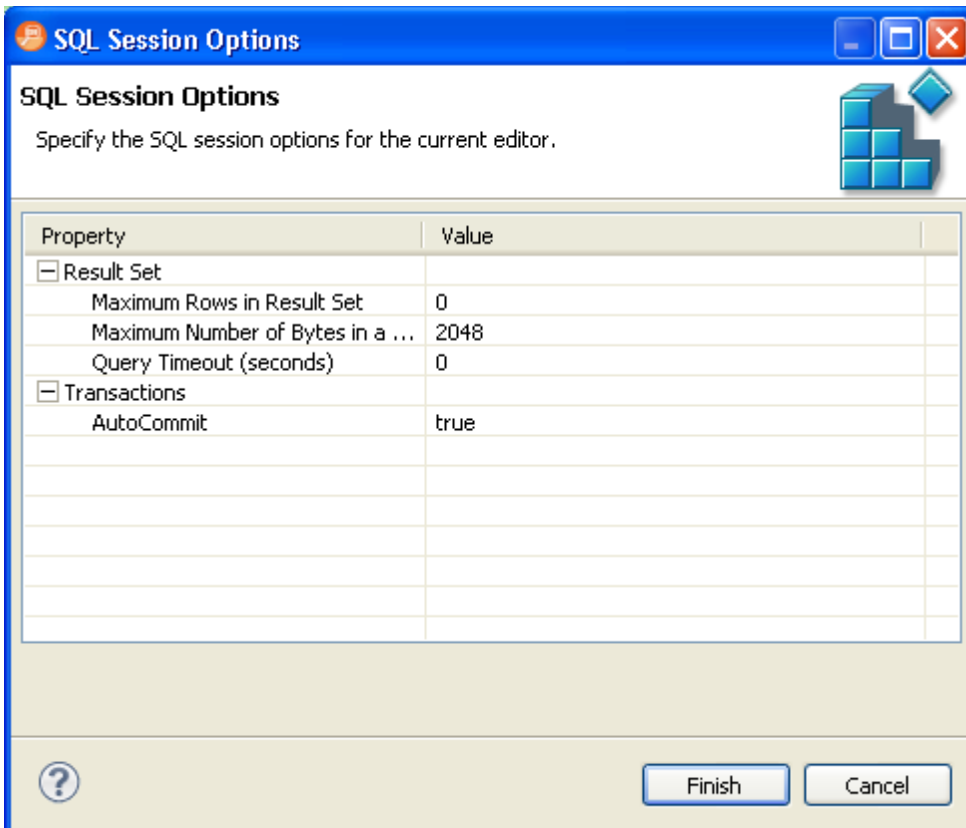 SQL Session Options
SQL Session Options
Specify the SQL session options for the current editor.
Property Value
Result Set
Maximum Rows in Result Set 0
Maximum Number of Bytes in a ... 2048
Query Timeout (seconds) 0
Transactions
AutoCommit true
? Finish Cancel